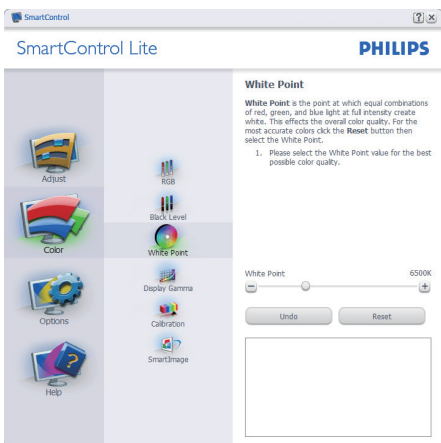 SmartControl
SmartControl Lite
PHILIPS
Adjust
Color
Options
Help
RGB
Black Level
White Point
Display Gamma
Calibration
SmartImage
White Point
White Point is the point at which equal combinations
of red, green, and blue light at full intensity create
white. This effects the overall color quality. For the
most accurate colors click the Reset button then
select the White Point.
1. Please select the White Point value for the best
possible color quality.
White Point 6500K
Undo Reset